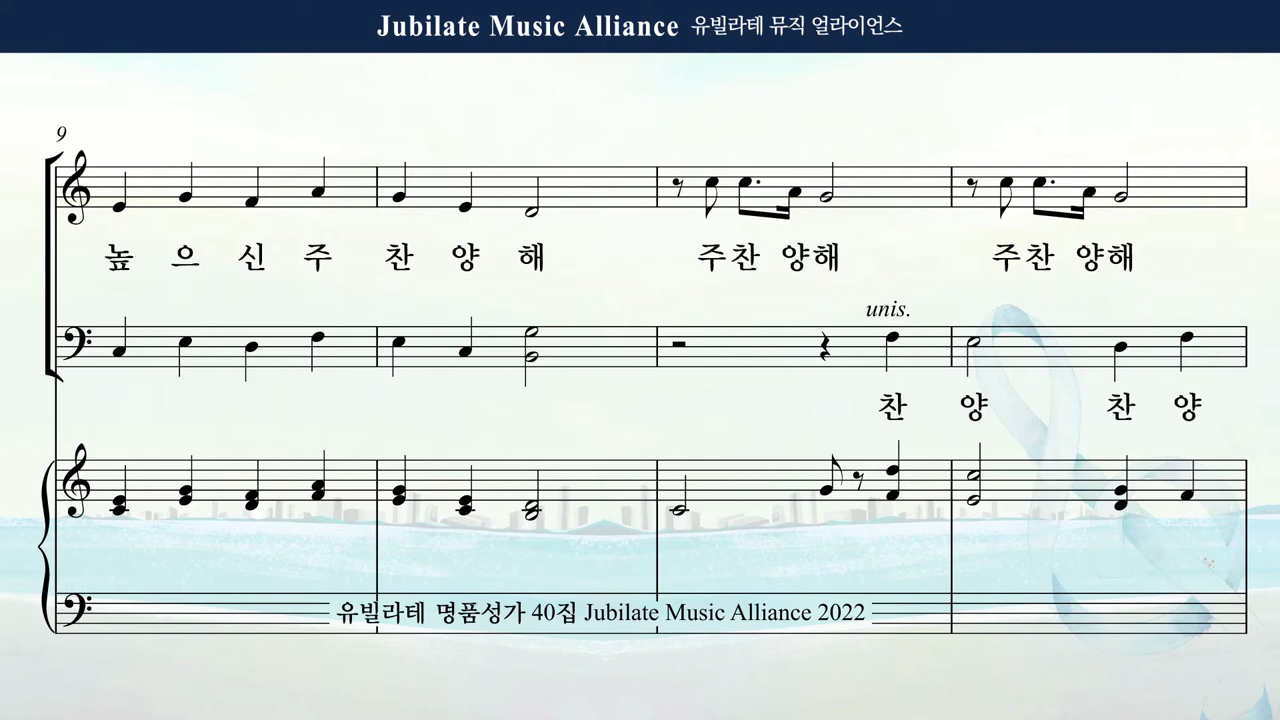 Jubilate Music Alliance 유빌라테 뮤직 얼라이언스
9
높 으 신 주 찬 양 해 주 찬 양 해 주 찬 양 해
unis.
찬 양 찬 양
유빌라테 명품성가 40집 Jubilate Music Alliance 2022